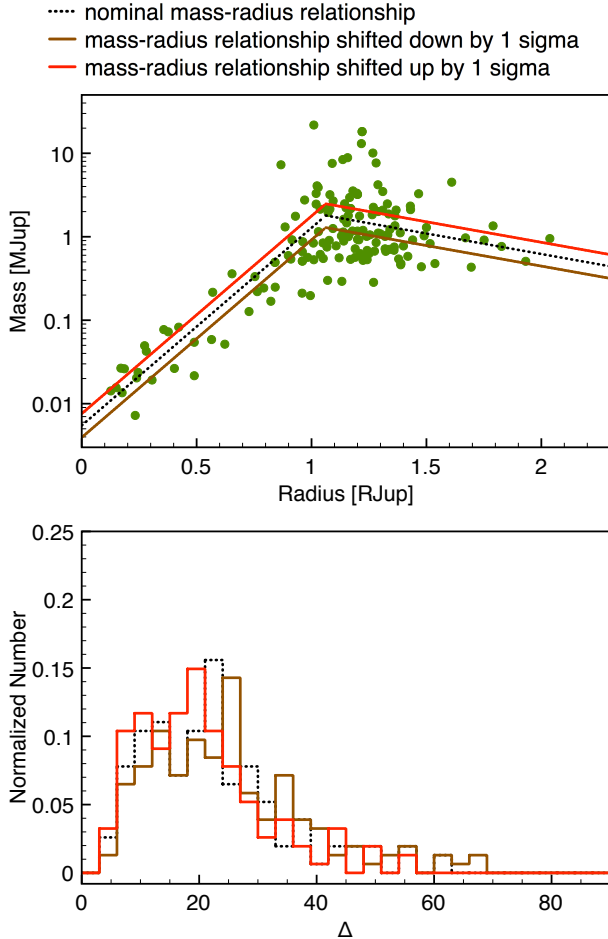 nominal mass-radius relationship
mass-radius relationship shifted down by 1 sigma
mass-radius relationship shifted up by 1 sigma
Mass [MJup]
10
1
0.1
0.01
0 0.5 1 1.5 2
Radius [RJup]
Normalized Number
0.25
0.2
0.15
0.1
0.05
0
0 20 40 60 80
Δ